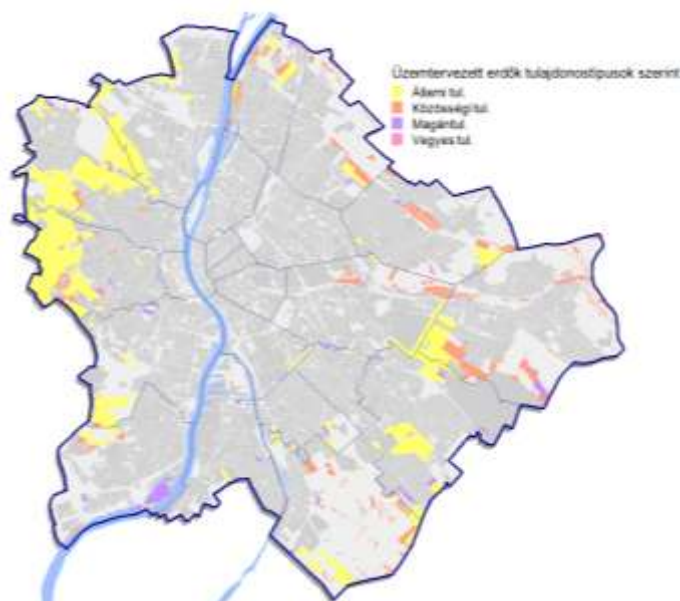 Üzemtervezett erdők tulajdonostípusok szerint
Állami tul.
Közösségi tul.
Magántul.
Vegyes tul.